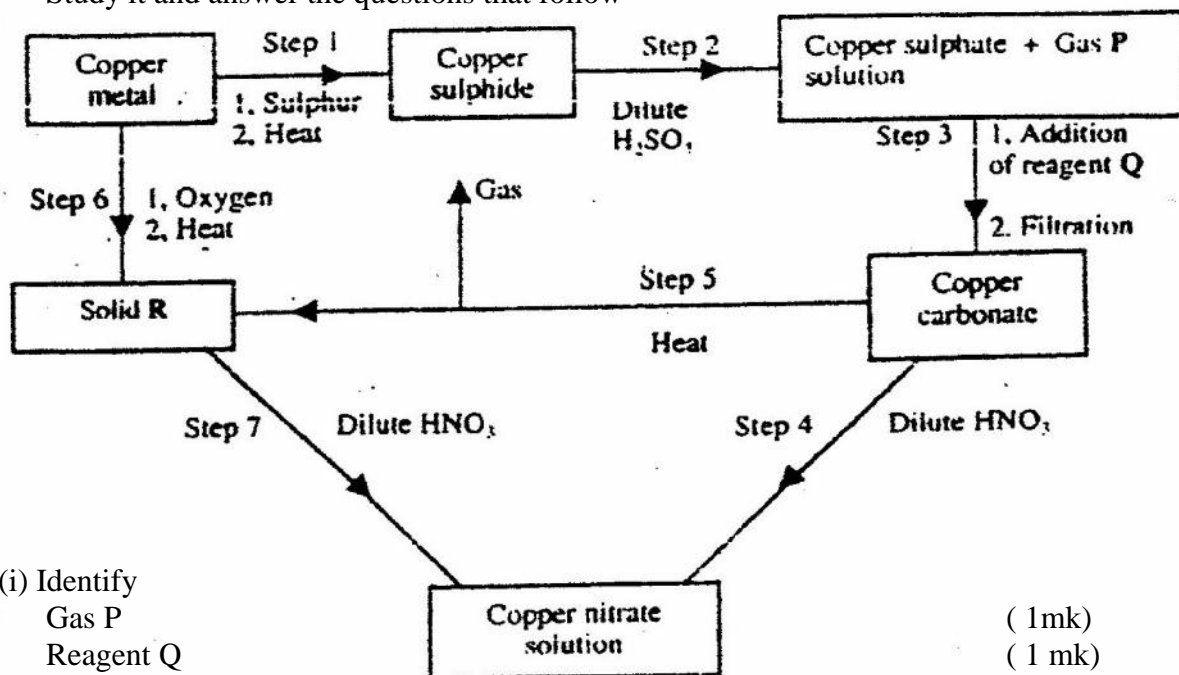 Study it and answer the questions that follow
Copper metal
Step 1
1. Sulphur
2. Heat
Copper sulphide
Step 2
Dilute
H₂SO₄
Copper sulphate + Gas P
solution
Step 3
1. Addition
of reagent Q
2. Filtration
Step 6
1, Oxygen
2, Heat
Gas
Solid R
Step 5
Heat
Copper
carbonate
Step 7
Dilute HNO₃
Step 4
Dilute HNO₃
(i) Identify
Gas P ( 1mk)
Reagent Q ( 1 mk)
Copper nitrate
solution